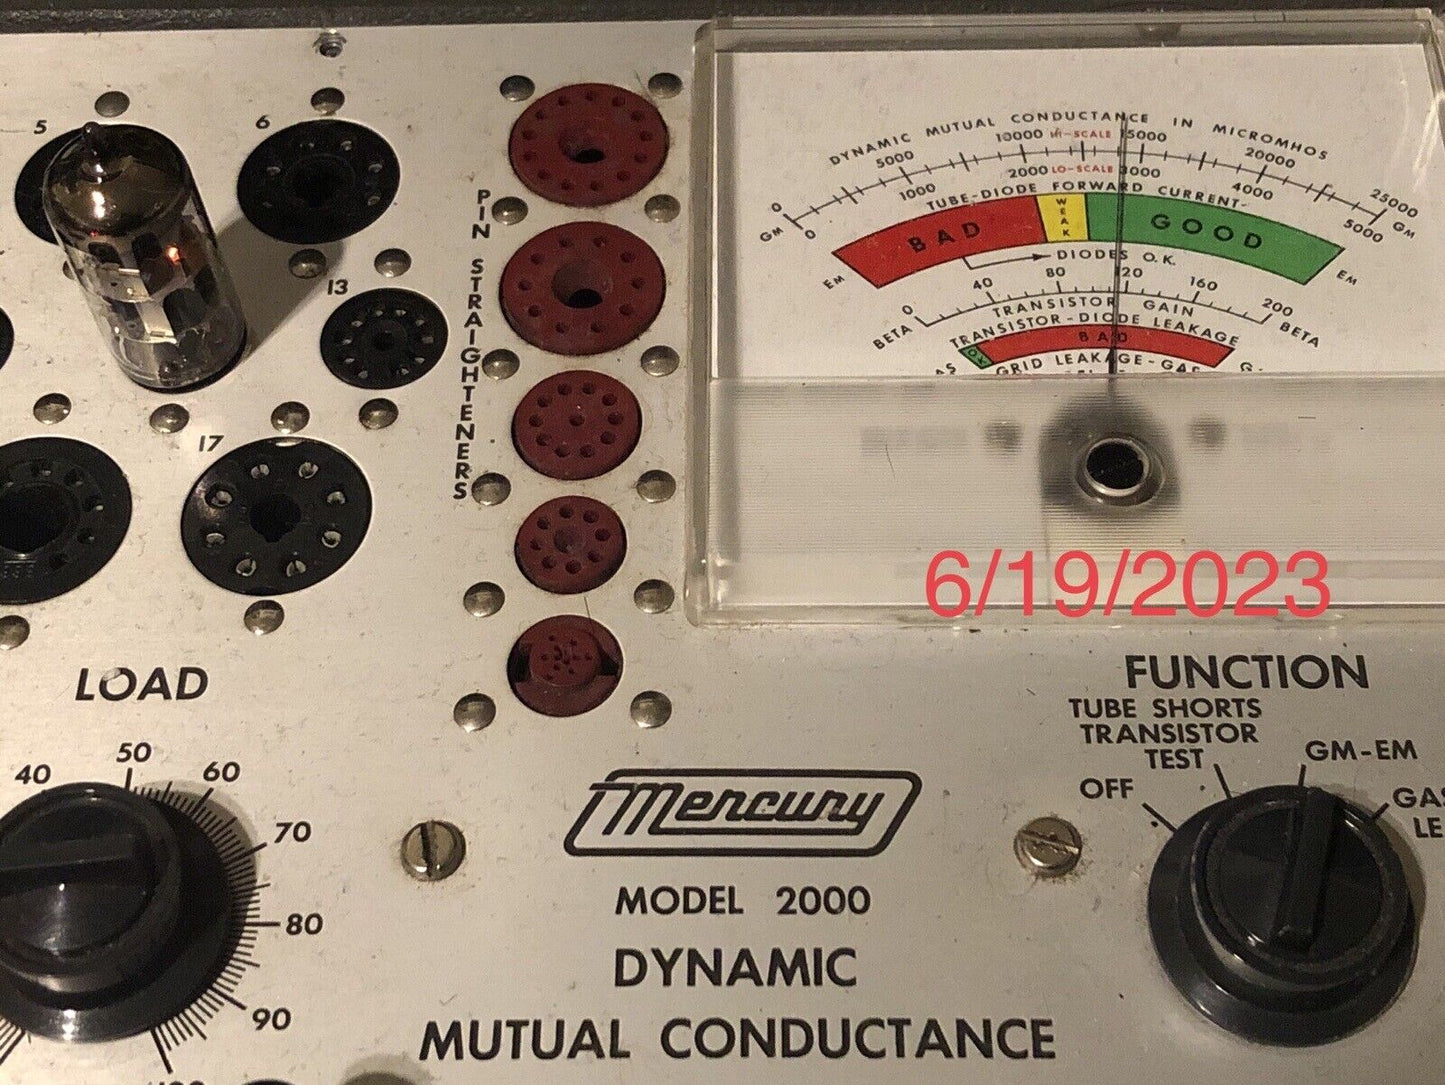 5
6
13
17
PIN STRAIGHTENERS
DYNAMIC MUTUAL CONDUCTANCE IN MICROMHOS
0 5000 10000 HI-SCALE 15000 20000 25000
GM 0 1000 2000 LO-SCALE 3000 4000 5000 GM
TUBE-DIODE FORWARD CURRENT-
BAD WEAK GOOD
EM DIODES O.K. EM
0 40 80 120 160 200
BETA TRANSISTOR GAIN BETA
TRANSISTOR-DIODE LEAKAGE
OK BAD
GRID LEAKAGE-GAS
6/19/2023
LOAD
40 50 60 70 80 90 100
FUNCTION
TUBE SHORTS
TRANSISTOR
TEST
OFF
GM-EM
GAS
LE
Mercury
MODEL 2000
DYNAMIC
MUTUAL CONDUCTANCE